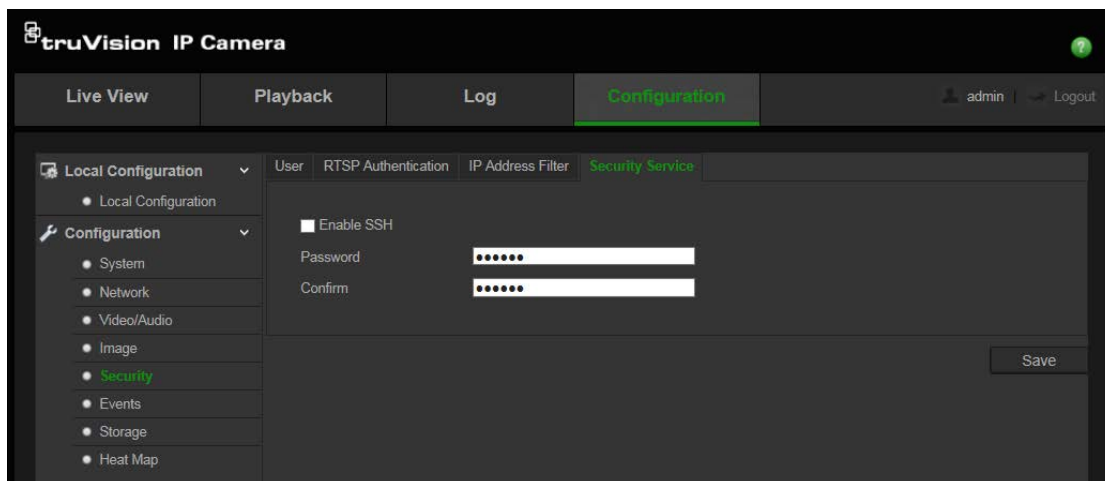 truVision IP Camera
?
Live View Playback Log Configuration admin | Logout
Local Configuration
Local Configuration
Configuration
System
Network
Video/Audio
Image
Security
Events
Storage
Heat Map
User RTSP Authentication IP Address Filter Security Service
Enable SSH
Password ••••••
Confirm ••••••
Save